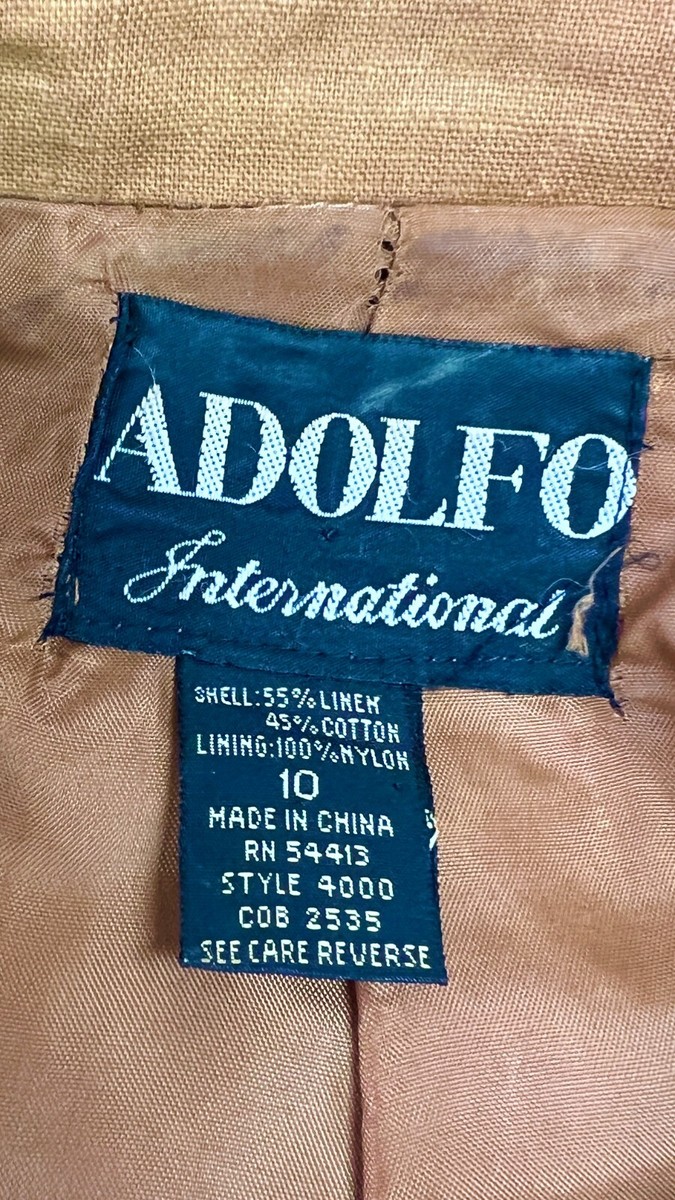 ADOLFO
International
SHELL:55%LINEN
45%COTTON
LINING:100%NYLON
10
MADE IN CHINA
RN 54413
STYLE 4000
COB 2535
SEE CARE REVERSE